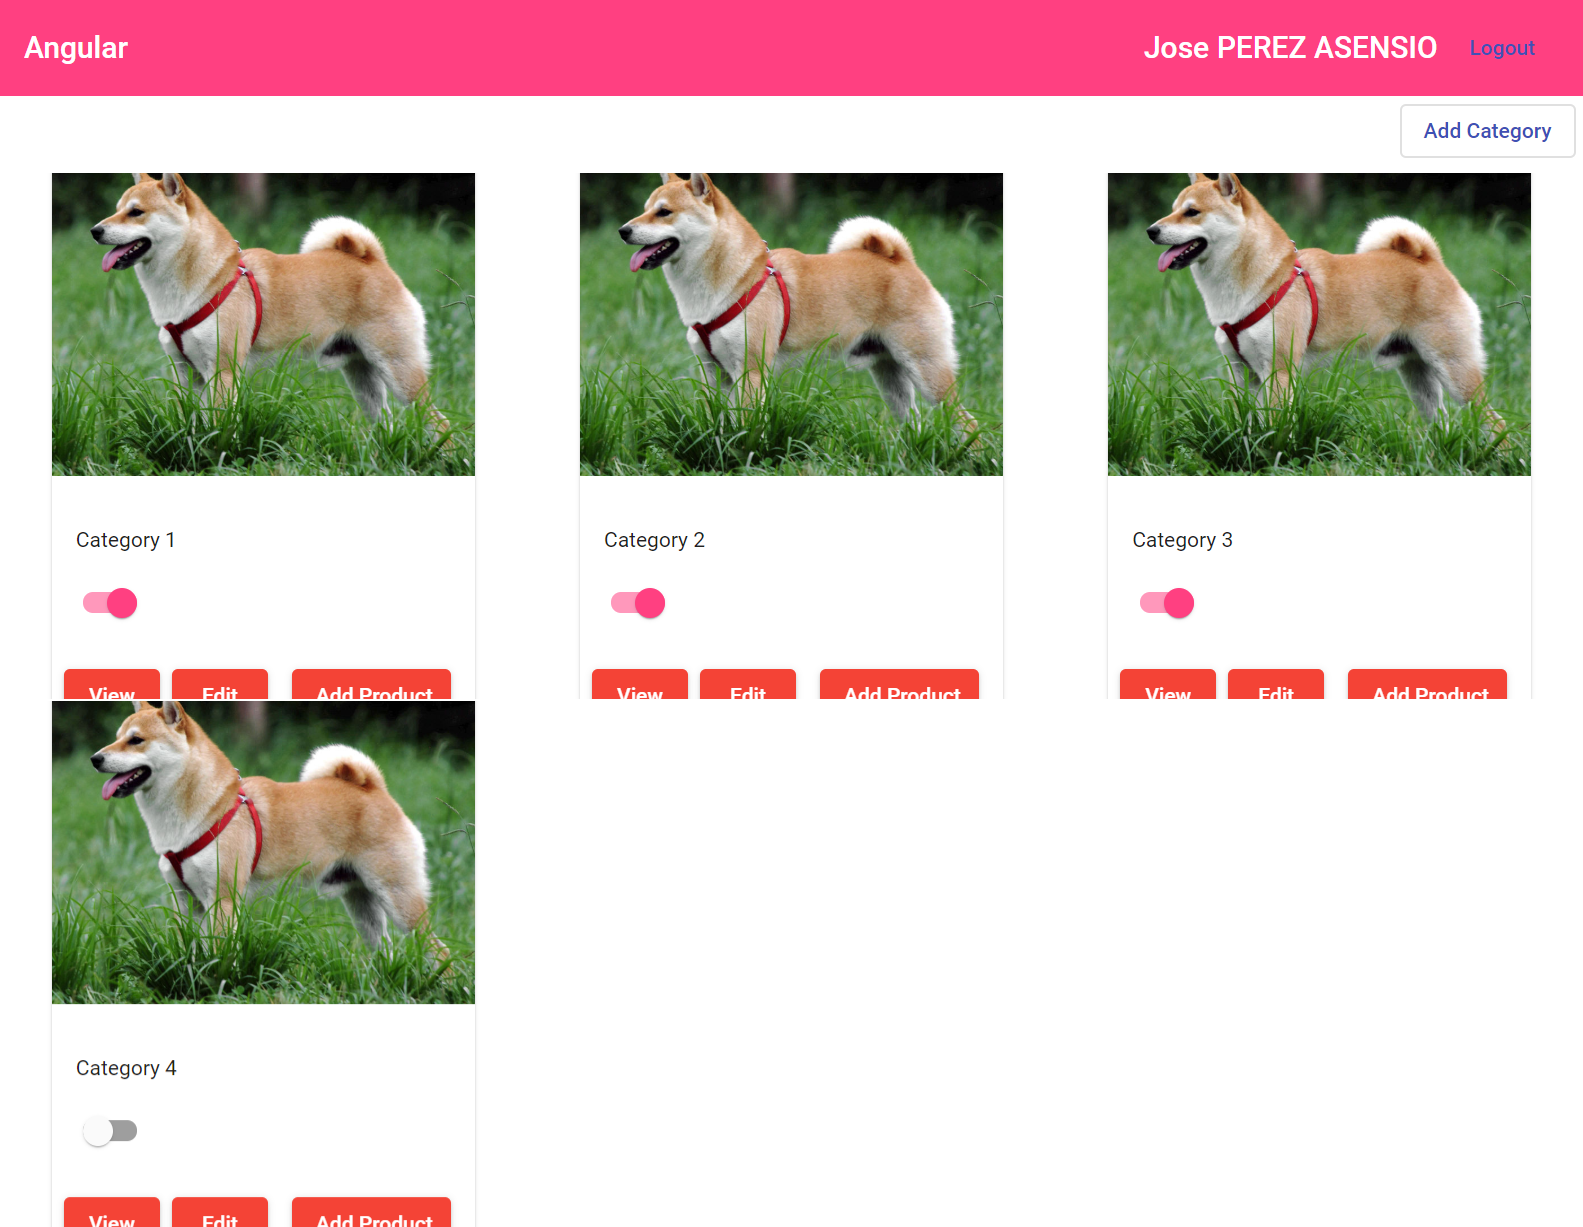 Angular
Jose PEREZ ASENSIO
Logout
Add Category
Category 1
Category 2
Category 3
View
Edit
Add Product
View
Edit
Add Product
View
Edit
Add Product
Category 4
View
Edit
Add Product